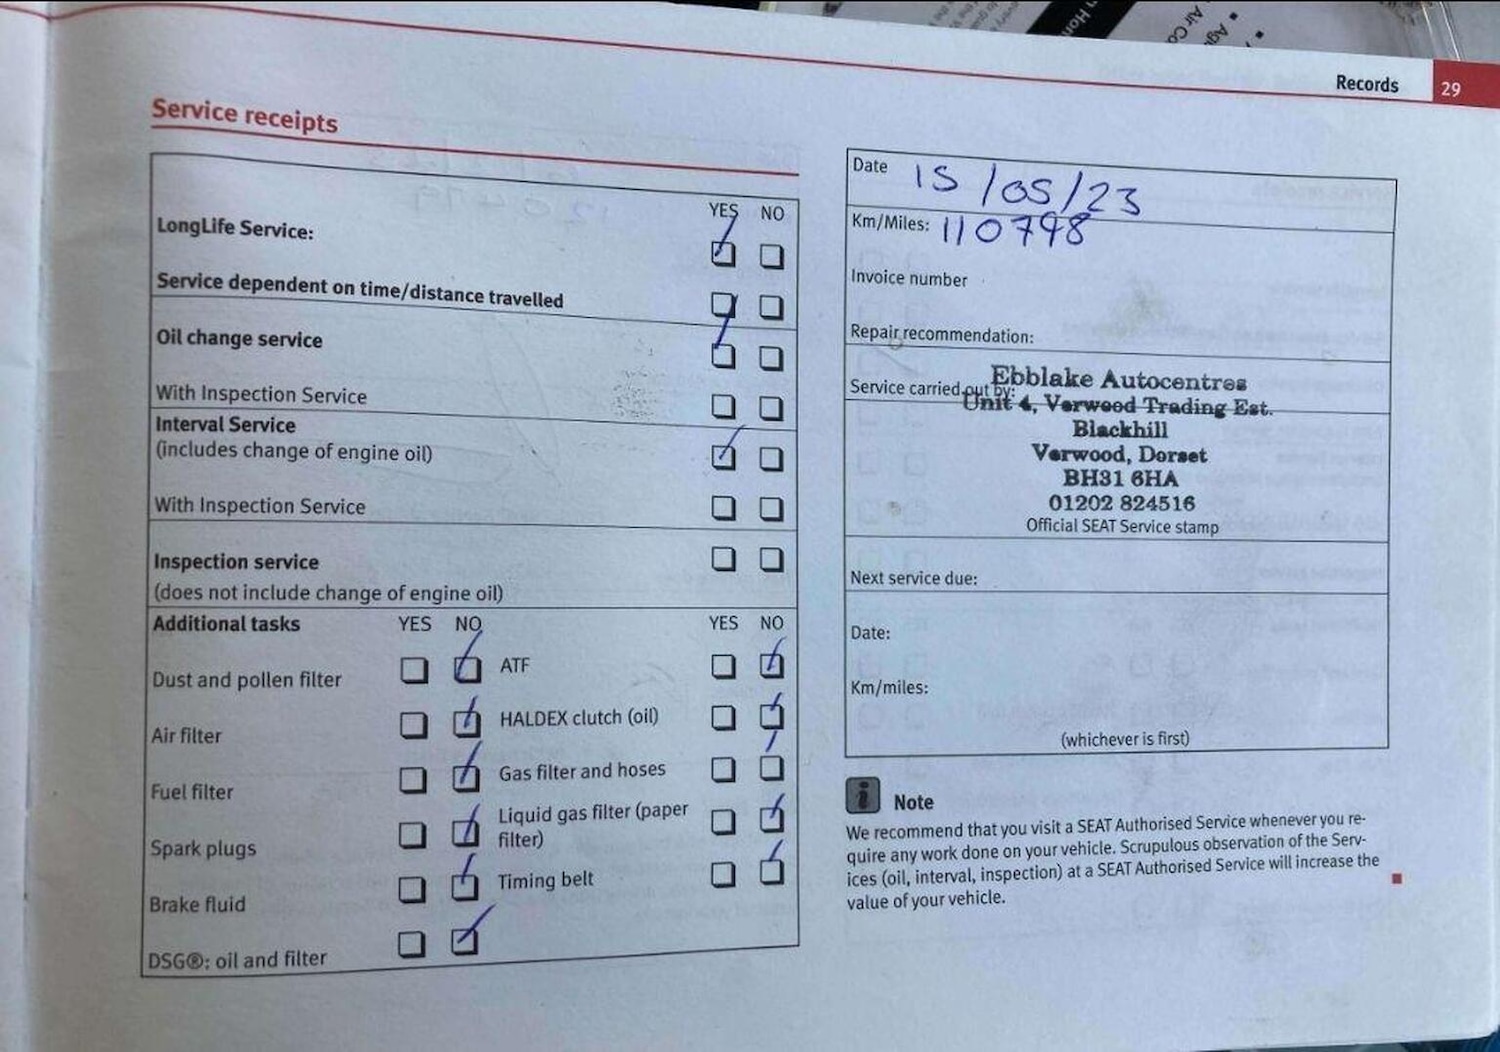 Air Co
Ag
n Hom
Records 29
Service receipts
YES NO
LongLife Service:
Service dependent on time/distance travelled
Oil change service
With Inspection Service
Interval Service
(includes change of engine oil)
With Inspection Service
Inspection service
(does not include change of engine oil)
Additional tasks YES NO YES NO
Dust and pollen filter ATF
Air filter HALDEX clutch (oil)
Fuel filter Gas filter and hoses
Spark plugs Liquid gas filter (paper
filter)
Brake fluid Timing belt
DSG®: oil and filter
Date 15/05/23
Km/Miles: 110798
Invoice number
Repair recommendation:
Service carried out by:
Ebblake Autocentres
Unit 4, Verwood Trading Est.
Blackhill
Verwood, Dorset
BH31 6HA
01202 824516
Official SEAT Service stamp
Next service due:
Date:
Km/miles:
(whichever is first)
i Note
We recommend that you visit a SEAT Authorised Service whenever you re-
quire any work done on your vehicle. Scrupulous observation of the Serv-
ices (oil, interval, inspection) at a SEAT Authorised Service will increase the
value of your vehicle.